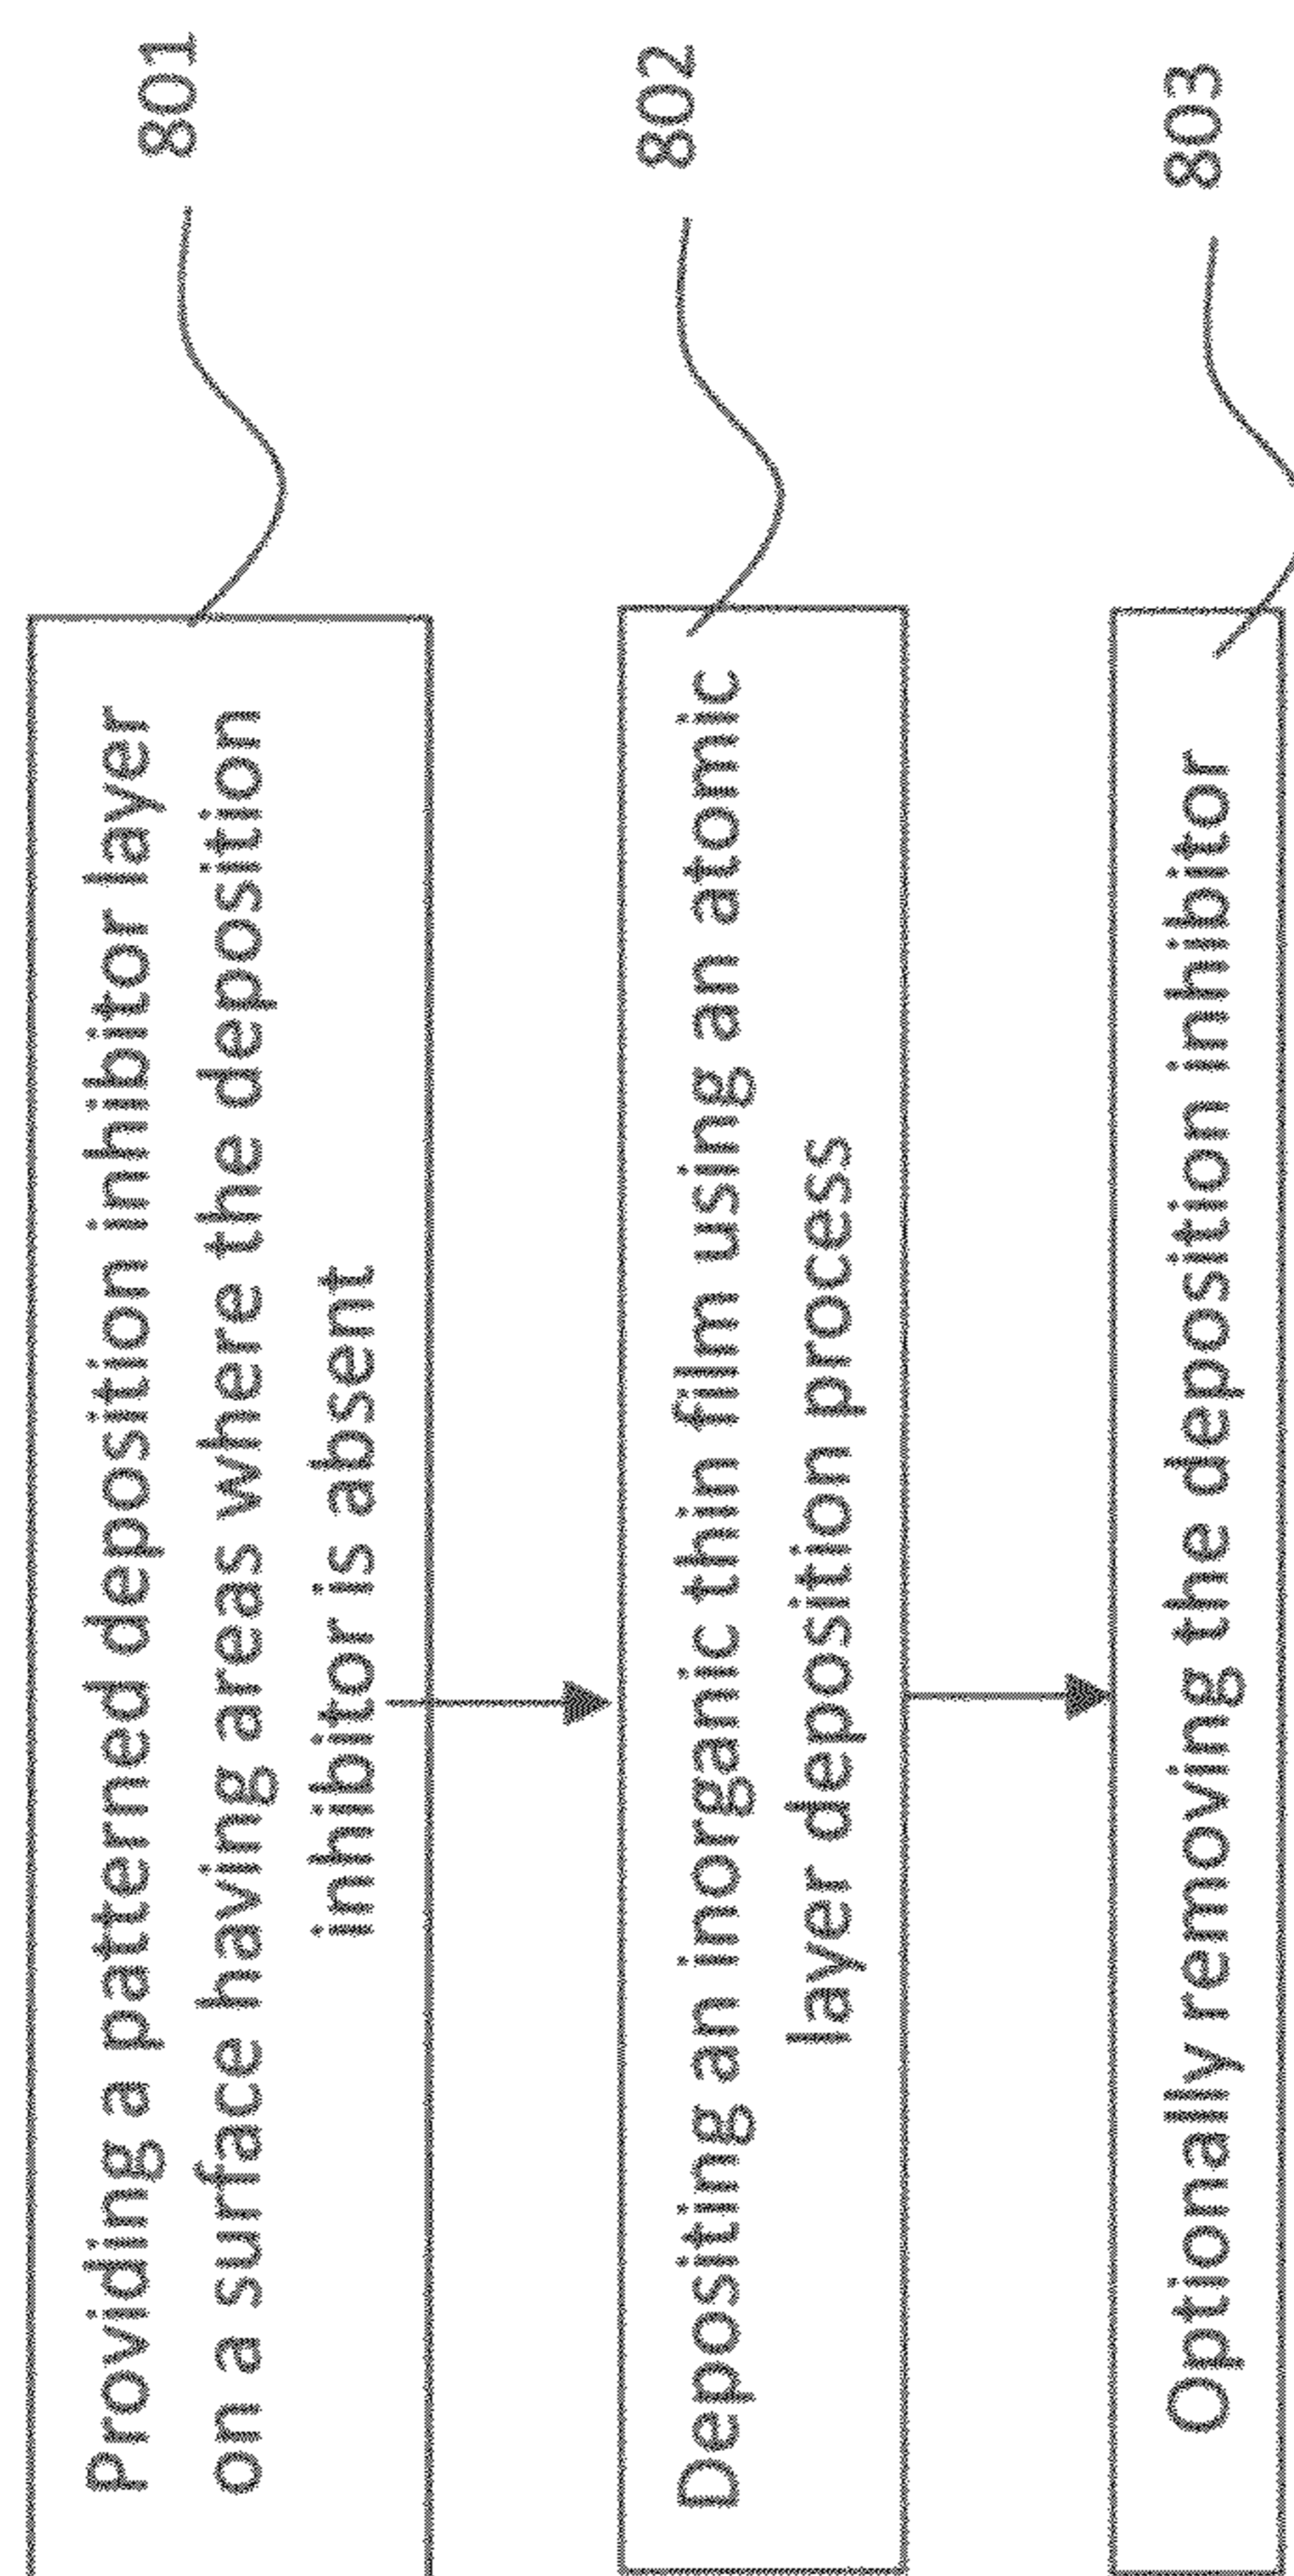 Providing a patterned deposition inhibitor layer
on a surface having areas where the deposition
inhibitor is absent
801
Depositing an inorganic thin film using an atomic
layer deposition process
802
Optionally removing the deposition inhibitor
803